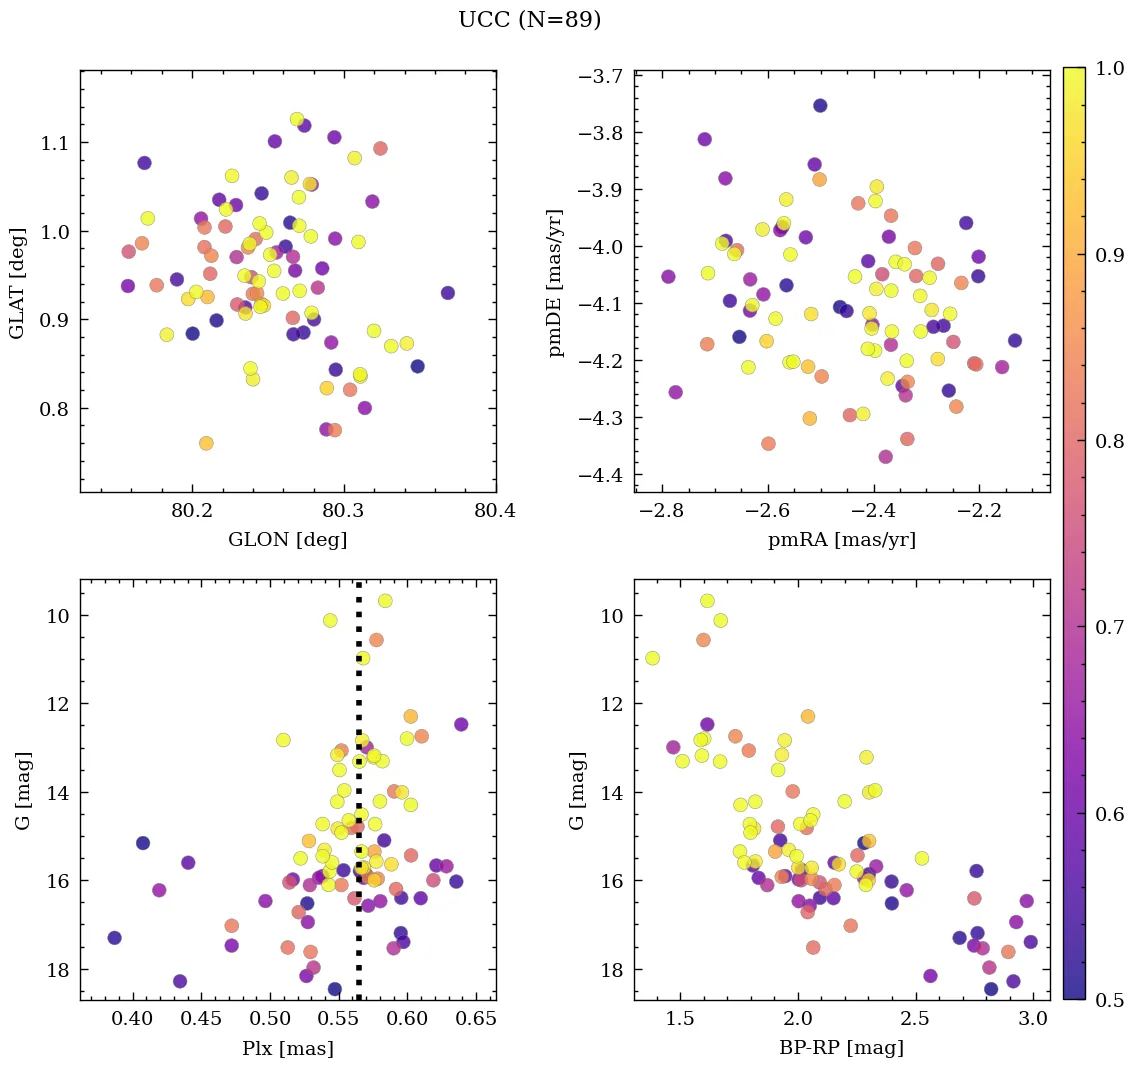 UCC (N=89)
1.1
1.0
0.9
0.8
GLAT [deg]
80.2 80.3 80.4
GLON [deg]
−3.7
−3.8
−3.9
−4.0
−4.1
−4.2
−4.3
−4.4
pmDE [mas/yr]
−2.8 −2.6 −2.4 −2.2
pmRA [mas/yr]
10
12
14
16
18
G [mag]
0.40 0.45 0.50 0.55 0.60 0.65
Plx [mas]
10
12
14
16
18
G [mag]
1.5 2.0 2.5 3.0
BP-RP [mag]
1.0
0.9
0.8
0.7
0.6
0.5